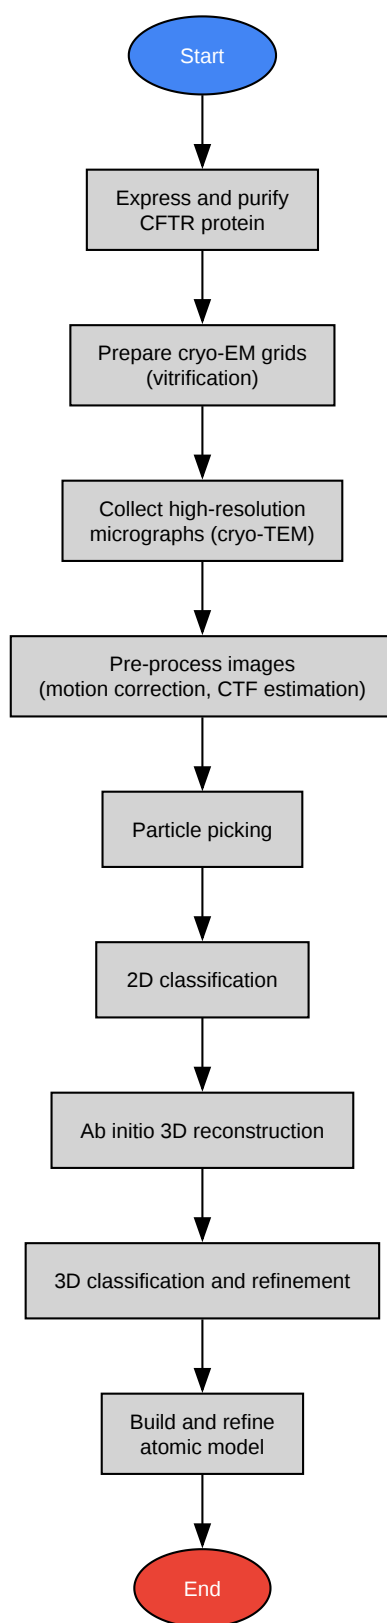 Start
Express and purify
CFTR protein
Prepare cryo-EM grids
(vitrification)
Collect high-resolution
micrographs (cryo-TEM)
Pre-process images
(motion correction, CTF estimation)
Particle picking
2D classification
Ab initio 3D reconstruction
3D classification and refinement
Build and refine
atomic model
End